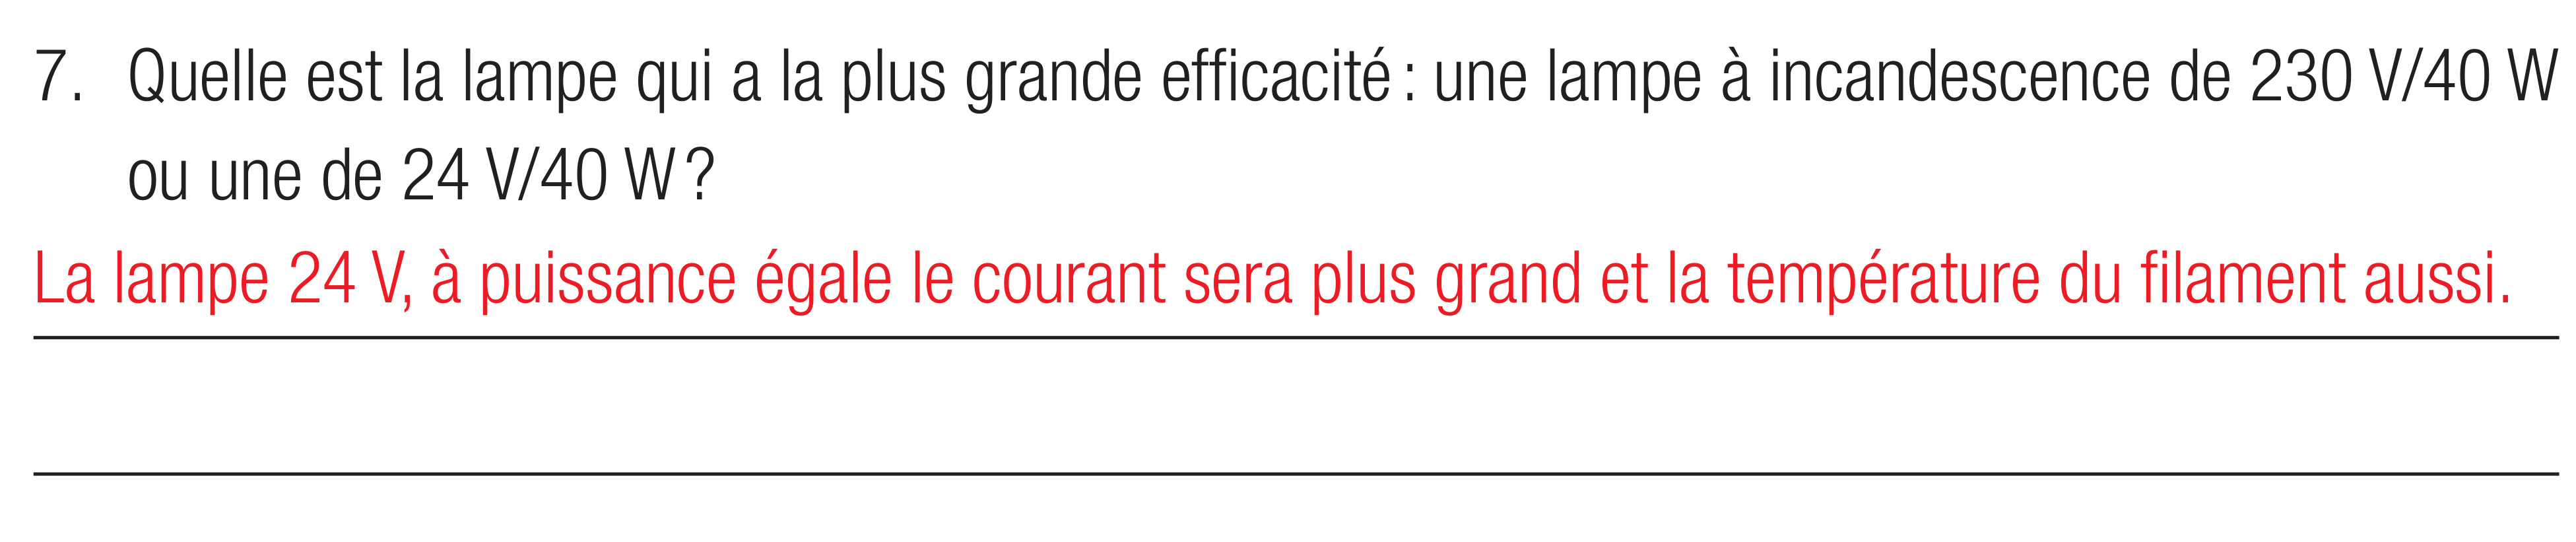 7. Quelle est la lampe qui a la plus grande efficacité : une lampe à incandescence de 230 V/40 W
ou une de 24 V/40 W ?
La lampe 24 V, à puissance égale le courant sera plus grand et la température du filament aussi.